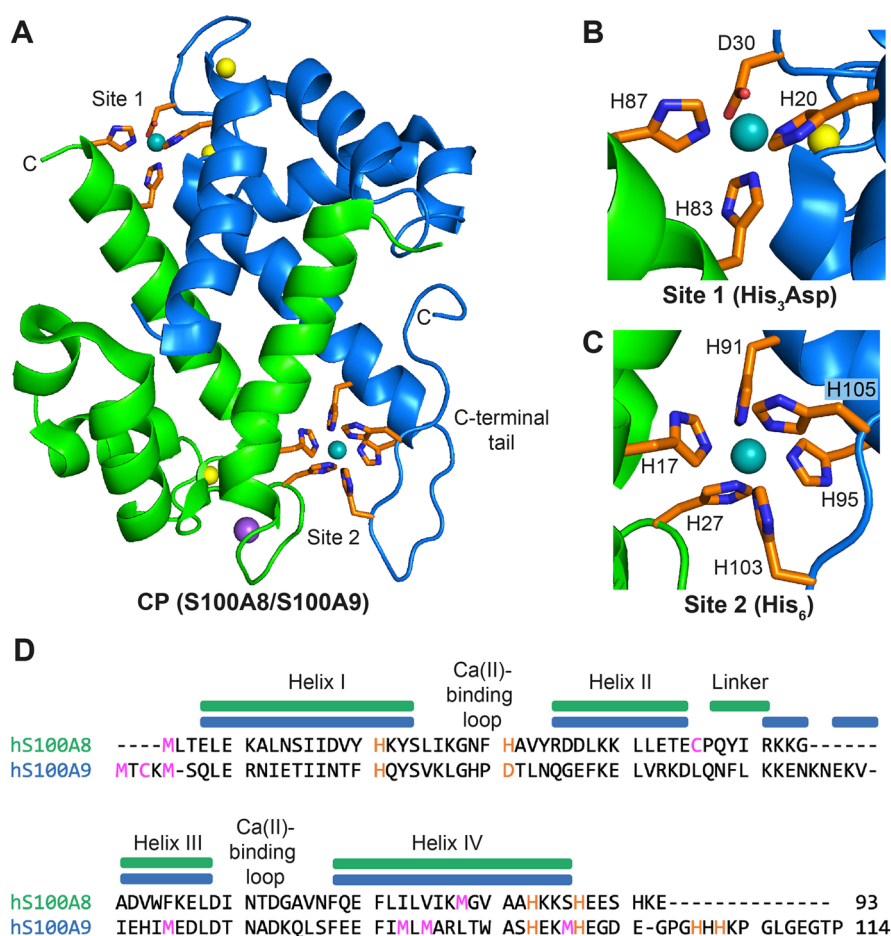 A
Site 1
C
C
C-terminal
tail
Site 2
CP (S100A8/S100A9)
B
D30
H87
H20
H83
Site 1 (His3Asp)
C
H91
H105
H17
H95
H27
H103
Site 2 (His6)
D
Helix I
Ca(II)-
binding
loop
Helix II
Linker
hS100A8 ----MLTELE KALNSIIDVY HKYSLIKGNF HAVYRDDLKK LLETECPQYI RKKG------
hS100A9 MTCKM-SQLE RNIETIINTF HQYSVKLGHP DTLNQGEFKE LVRKDLQNFL KKENKNEKV-
Helix III
Ca(II)-
binding
loop
Helix IV
hS100A8 ADVWFKELDI NTDGAVNFQE FLILVIKMGV AAHKKSHEES HKE-------------- 93
hS100A9 IEHIMEDLDT NADKQLSFEE FIMLMARLTW ASHEKMHEGD E-GPGHHHKP GLGEGTP 114